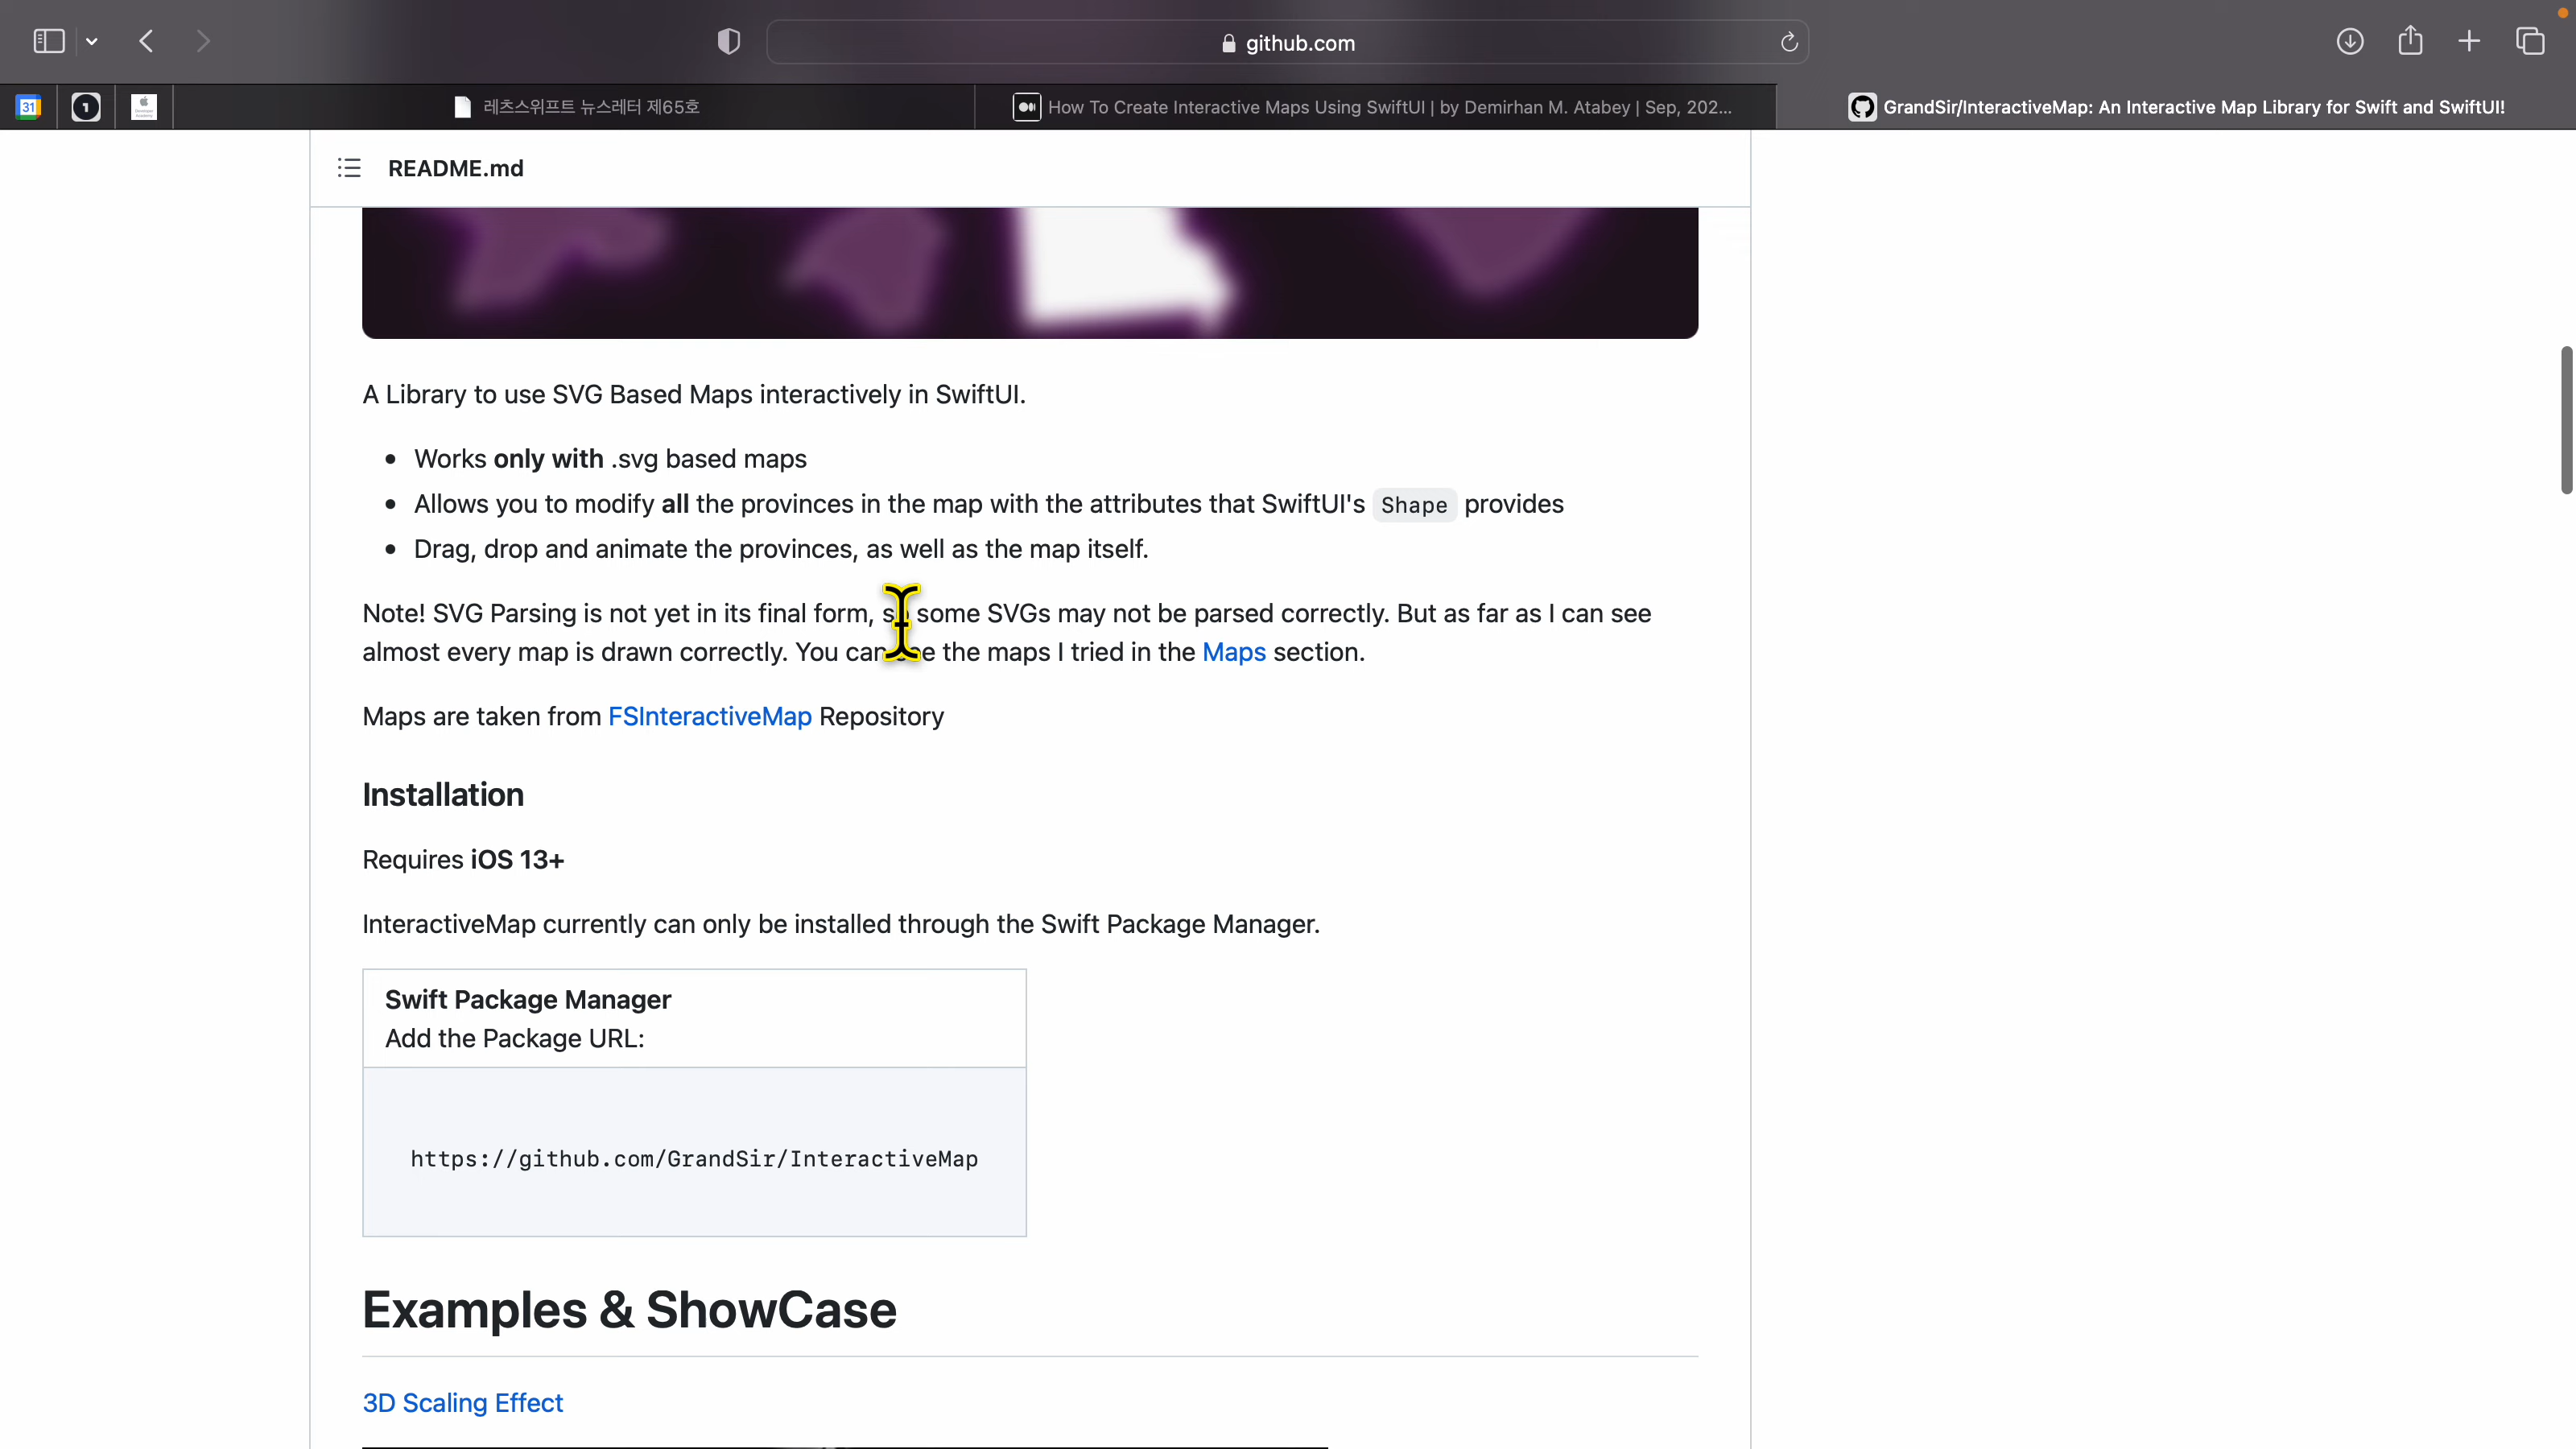 github.com
31
1
레츠스위프트 뉴스레터 제65호
How To Create Interactive Maps Using SwiftUI | by Demirhan M. Atabey | Sep, 202...
GrandSir/InteractiveMap: An Interactive Map Library for Swift and SwiftUI!
README.md
A Library to use SVG Based Maps interactively in SwiftUI.
Works only with .svg based maps
Allows you to modify all the provinces in the map with the attributes that SwiftUI's Shape provides
Drag, drop and animate the provinces, as well as the map itself.
Note! SVG Parsing is not yet in its final form, so some SVGs may not be parsed correctly. But as far as I can see
almost every map is drawn correctly. You can see the maps I tried in the Maps section.
Maps are taken from FSInteractiveMap Repository
Installation
Requires iOS 13+
InteractiveMap currently can only be installed through the Swift Package Manager.
Swift Package Manager
Add the Package URL:
https://github.com/GrandSir/InteractiveMap
Examples & ShowCase
3D Scaling Effect